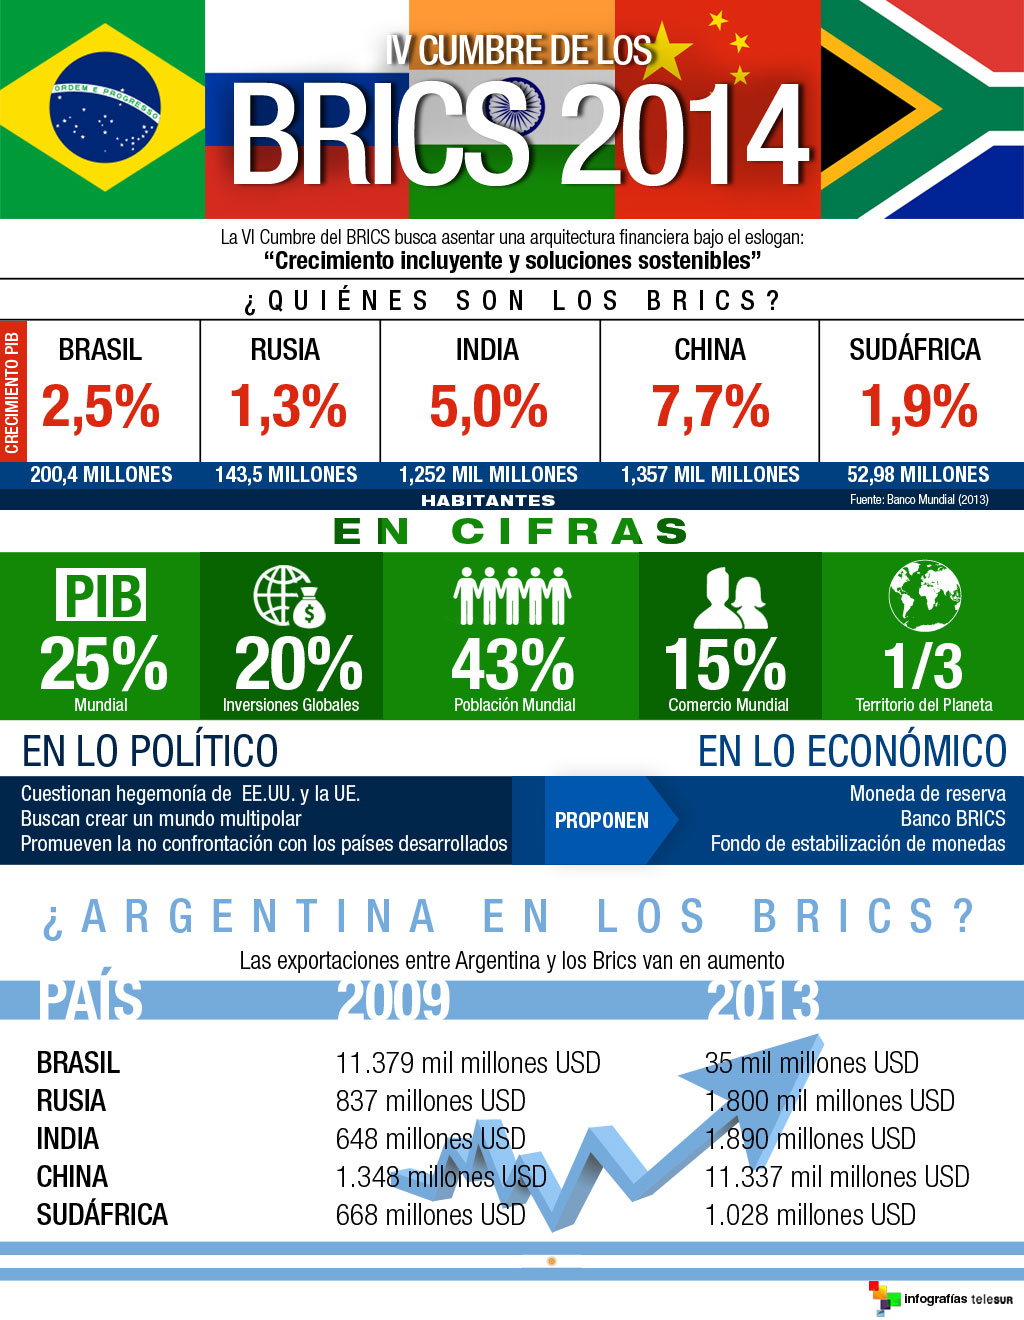 IV CUMBRE DE LOS
BRICS 2014
ORDEM E PROGRESSO
La VI Cumbre del BRICS busca asentar una arquitectura financiera bajo el eslogan:
“Crecimiento incluyente y soluciones sostenibles”
¿QUIÉNES SON LOS BRICS?
CRECIMIENTO PIB
BRASIL RUSIA INDIA CHINA SUDÁFRICA
2,5% 1,3% 5,0% 7,7% 1,9%
200,4 MILLONES 143,5 MILLONES 1,252 MIL MILLONES 1,357 MIL MILLONES 52,98 MILLONES
HABITANTES Fuente: Banco Mundial (2013)
EN CIFRAS
PIB
25% 20% 43% 15% 1/3
Mundial Inversiones Globales Población Mundial Comercio Mundial Territorio del Planeta
EN LO POLÍTICO
Cuestionan hegemonía de EE.UU. y la UE.
Buscan crear un mundo multipolar
Promueven la no confrontación con los países desarrollados
PROPONEN
EN LO ECONÓMICO
Moneda de reserva
Banco BRICS
Fondo de estabilización de monedas
¿ARGENTINA EN LOS BRICS?
Las exportaciones entre Argentina y los Brics van en aumento
PAÍS 2009 2013
BRASIL 11.379 mil millones USD 35 mil millones USD
RUSIA 837 millones USD 1.800 mil millones USD
INDIA 648 millones USD 1.890 millones USD
CHINA 1.348 millones USD 11.337 mil millones USD
SUDÁFRICA 668 millones USD 1.028 millones USD
infografías teleSUR